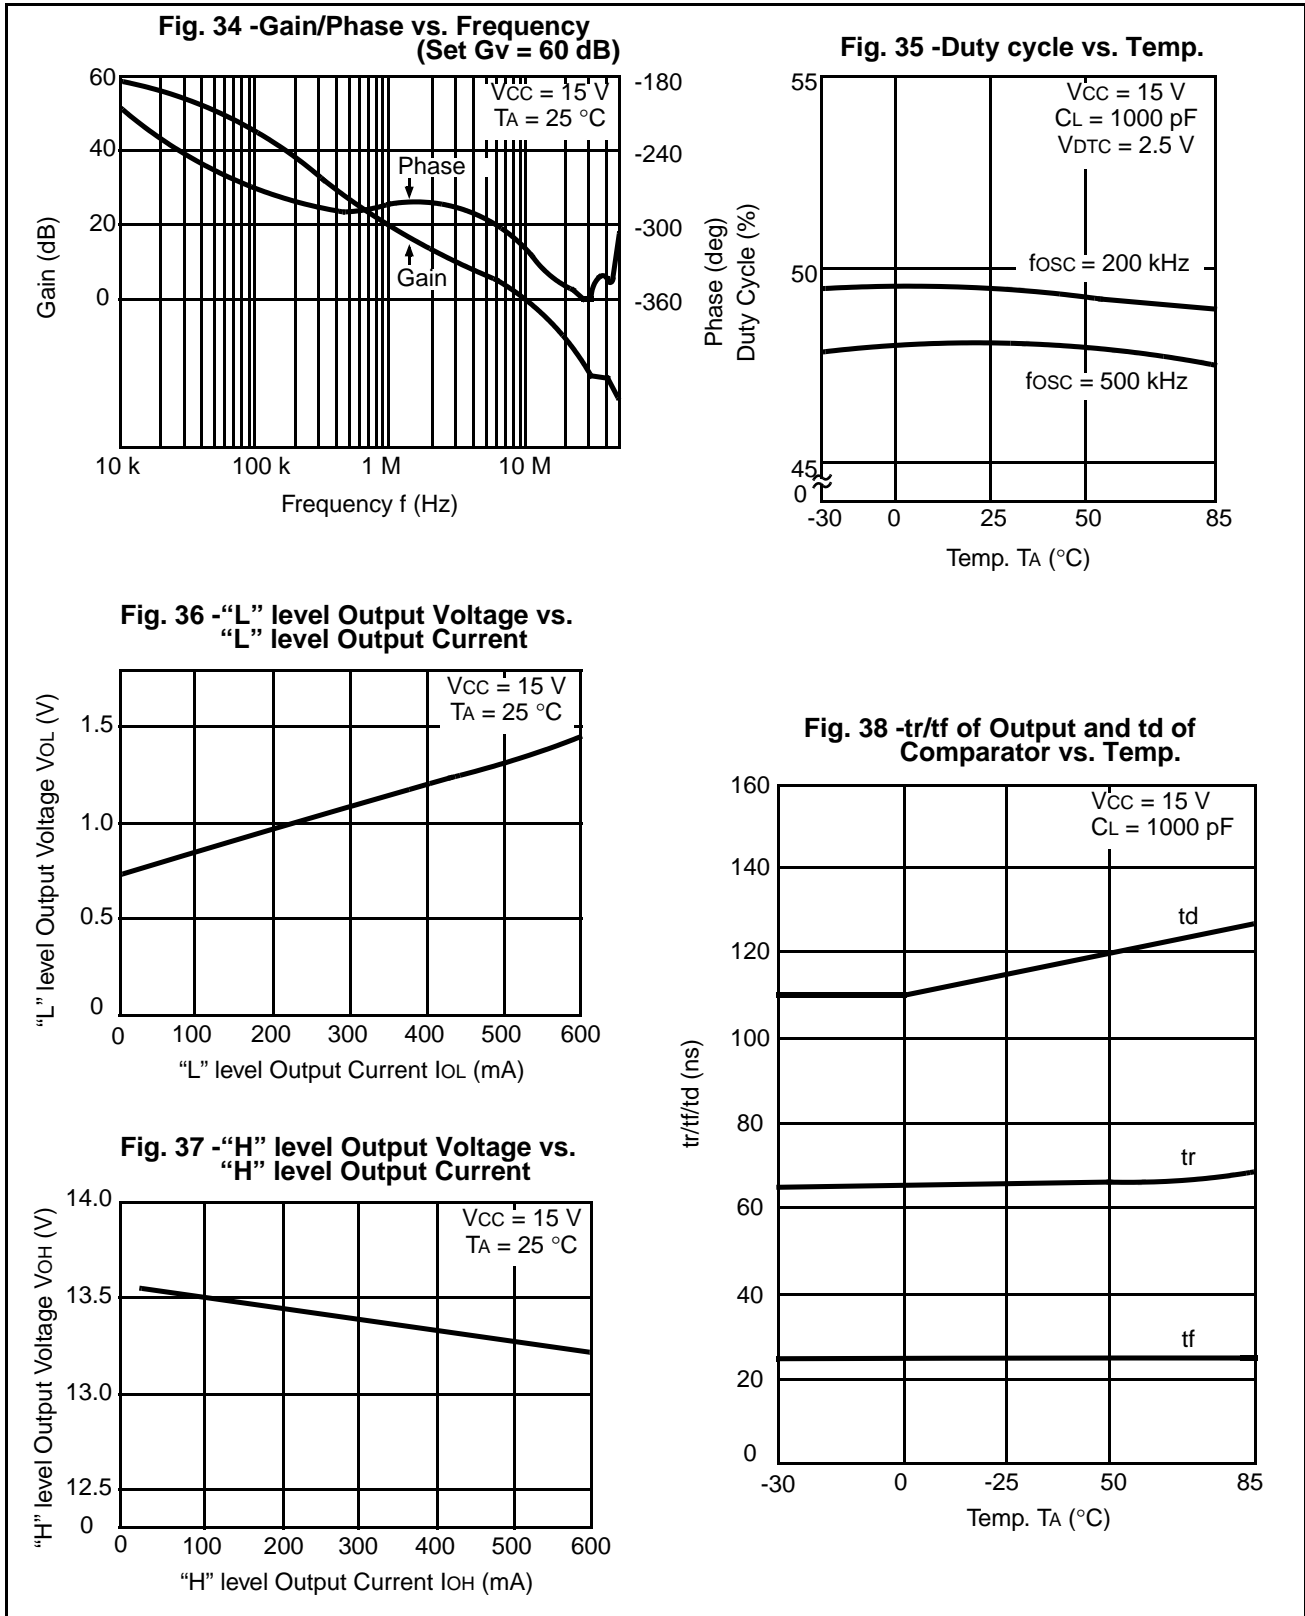 Fig. 34 -Gain/Phase vs. Frequency
(Set Gv = 60 dB)
60
40
20
0
Gain (dB)
VCC = 15 V
TA = 25 °C
Phase
Gain
-180
-240
-300
-360
Phase (deg)
10 k
100 k
1 M
10 M
Frequency f (Hz)
Fig. 35 -Duty cycle vs. Temp.
55
50
45
0
Duty Cycle (%)
VCC = 15 V
CL = 1000 pF
VDTC = 2.5 V
fOSC = 200 kHz
fOSC = 500 kHz
-30
0
25
50
85
Temp. TA (°C)
Fig. 36 -“L” level Output Voltage vs.
“L” level Output Current
1.5
1.0
0.5
0
“L” level Output Voltage VOL (V)
VCC = 15 V
TA = 25 °C
0
100
200
300
400
500
600
“L” level Output Current IOL (mA)
Fig. 37 -“H” level Output Voltage vs.
“H” level Output Current
14.0
13.5
13.0
12.5
0
“H” level Output Voltage VOH (V)
VCC = 15 V
TA = 25 °C
0
100
200
300
400
500
600
“H” level Output Current IOH (mA)
Fig. 38 -tr/tf of Output and td of
Comparator vs. Temp.
160
140
120
100
80
60
40
20
0
tr/tf/td (ns)
VCC = 15 V
CL = 1000 pF
td
tr
tf
-30
0
-25
50
85
Temp. TA (°C)